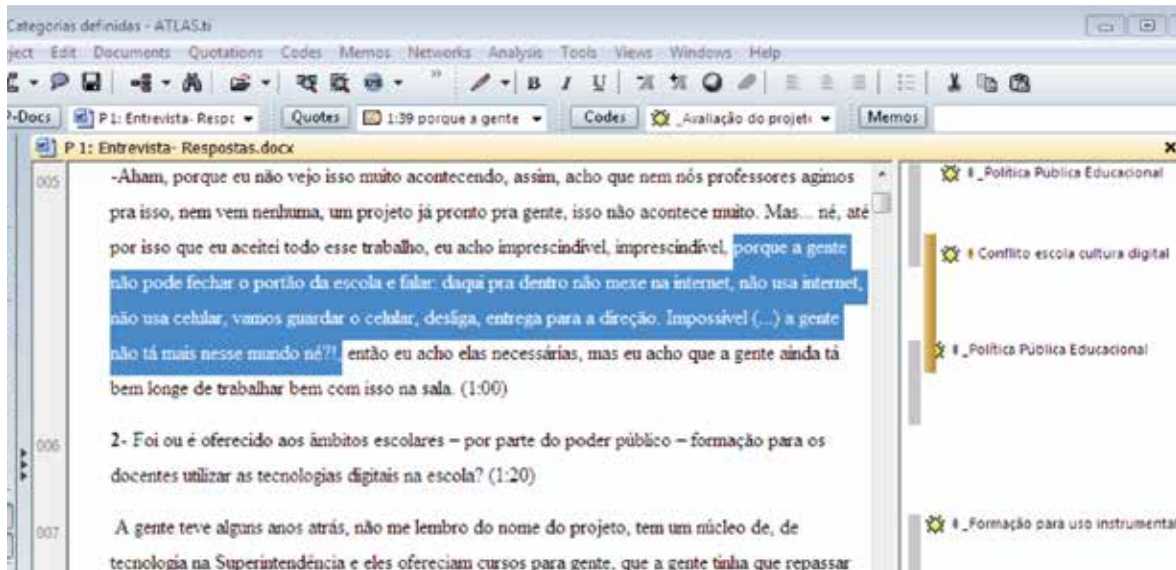 Categorias definidas - ATLAS.ti
ject Edit Documents Quotations Codes Memos Networks Analysis Tools Views Windows Help
B I U
P-Docs P 1: Entrevista- Respc Quotes 1:39 porque a gente Codes _Avaliação do projet Memos
P 1: Entrevista- Respostas.docx x
005 -Aham, porque eu não vejo isso muito acontecendo, assim, acho que nem nós professores agimos
pra isso, nem vem nenhuma, um projeto já pronto pra gente, isso não acontece muito. Mas... né, até
por isso que eu aceitei todo esse trabalho, eu acho imprescindível, imprescindível, porque a gente
não pode fechar o portão da escola e falar: daqui pra dentro não mexe na internet, não usa internet,
não usa celular, vamos guardar o celular, desliga, entrega para a direção. Impossível (...) a gente
não tá mais nesse mundo né?!, então eu acho elas necessárias, mas eu acho que a gente ainda tá
bem longe de trabalhar bem com isso na sala. (1:00)
006 2- Foi ou é oferecido aos âmbitos escolares – por parte do poder público – formação para os
docentes utilizar as tecnologias digitais na escola? (1:20)
007 A gente teve alguns anos atrás, não me lembro do nome do projeto, tem um núcleo de, de
tecnologia na Superintendência e eles ofereciam cursos para gente, que a gente tinha que repassar
_Política Pública Educacional
Conflito escola cultura digital
_Política Pública Educacional
_Formação para uso instrumenta